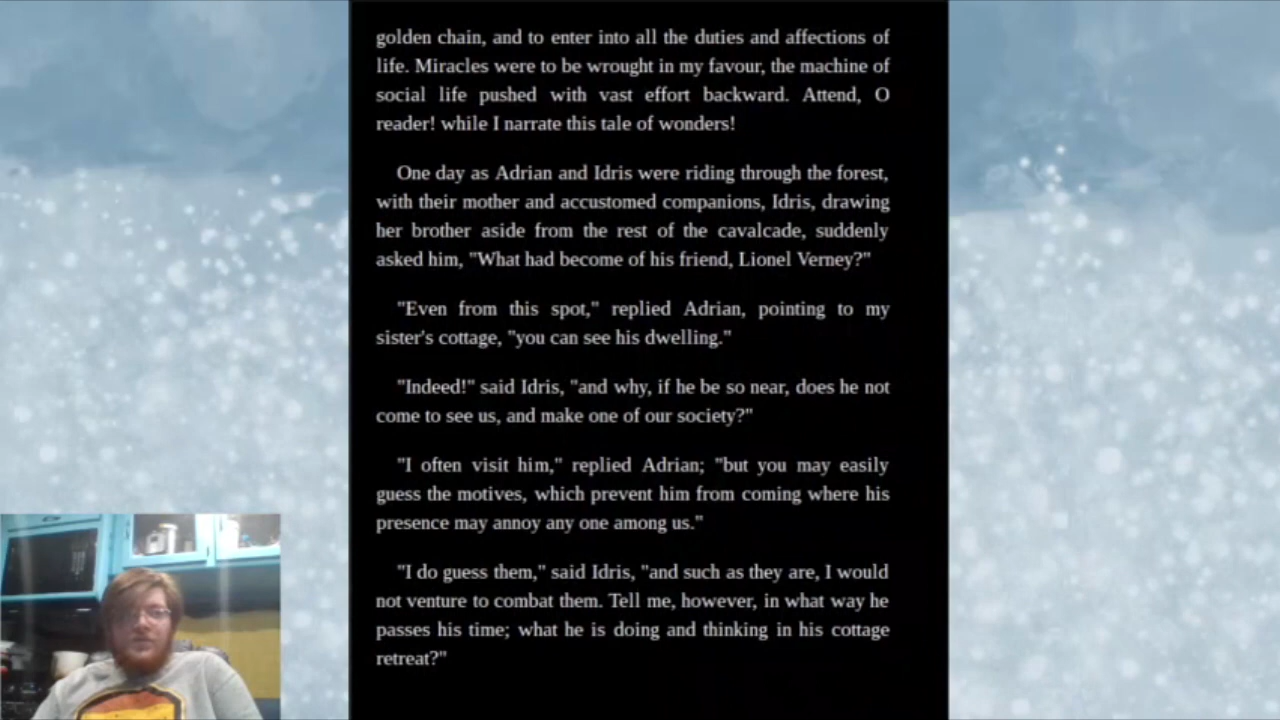 golden chain, and to enter into all the duties and affections of
life. Miracles were to be wrought in my favour, the machine of
social life pushed with vast effort backward. Attend, O
reader! while I narrate this tale of wonders!
One day as Adrian and Idris were riding through the forest,
with their mother and accustomed companions, Idris, drawing
her brother aside from the rest of the cavalcade, suddenly
asked him, "What had become of his friend, Lionel Verney?"
"Even from this spot," replied Adrian, pointing to my
sister's cottage, "you can see his dwelling."
"Indeed!" said Idris, "and why, if he be so near, does he not
come to see us, and make one of our society?"
"I often visit him," replied Adrian; "but you may easily
guess the motives, which prevent him from coming where his
presence may annoy any one among us."
"I do guess them," said Idris, "and such as they are, I would
not venture to combat them. Tell me, however, in what way he
passes his time; what he is doing and thinking in his cottage
retreat?"